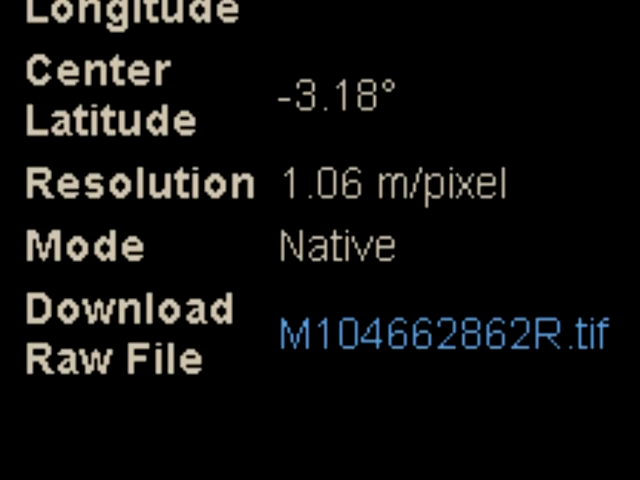 Longitude
Center
Latitude
-3.18°
Resolution 1.06 m/pixel
Mode Native
Download
Raw File
M104662862R.tif